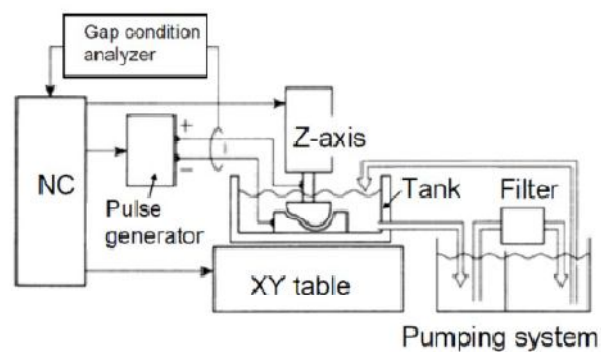 Gap condition
analyzer
+
Z-axis
NC
−
Pulse
generator
Tank
Filter
XY table
Pumping system